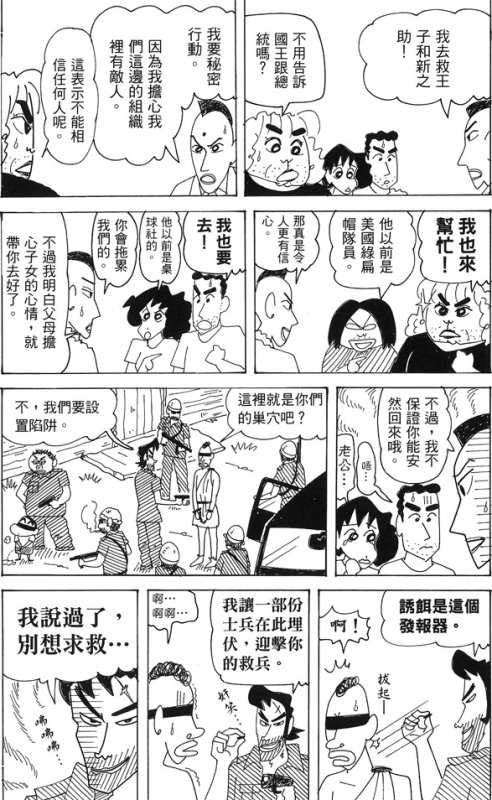 我去救王
子和新之
助！
不用告訴
國王跟總
統嗎？
我要秘密
行動。
因為我擔心我
們這邊的組織
裡有敵人。
這表示不能相
信任何人呢。
我也來
幫忙！
他以前是
美國綠扁
帽隊員。
那真是令
人更有信
心。
我也要
去！
他以前是桌
球社的。
你會拖累
我們的。
不過我明白父母擔
心子女的心情，就
帶你去好了。
不過，我不
保證你能安
然回來哦。
唔…
老公…
這裡就是你們
的巢穴吧？
不，我們要設
置陷阱。
誘餌是這個
發報器。
拔起
啊！
我讓一部份
士兵在此埋
伏，迎擊你
的救兵。
奸笑
啊…
啊啊…
我說過了，
別想求救…
嘿嘿嘿